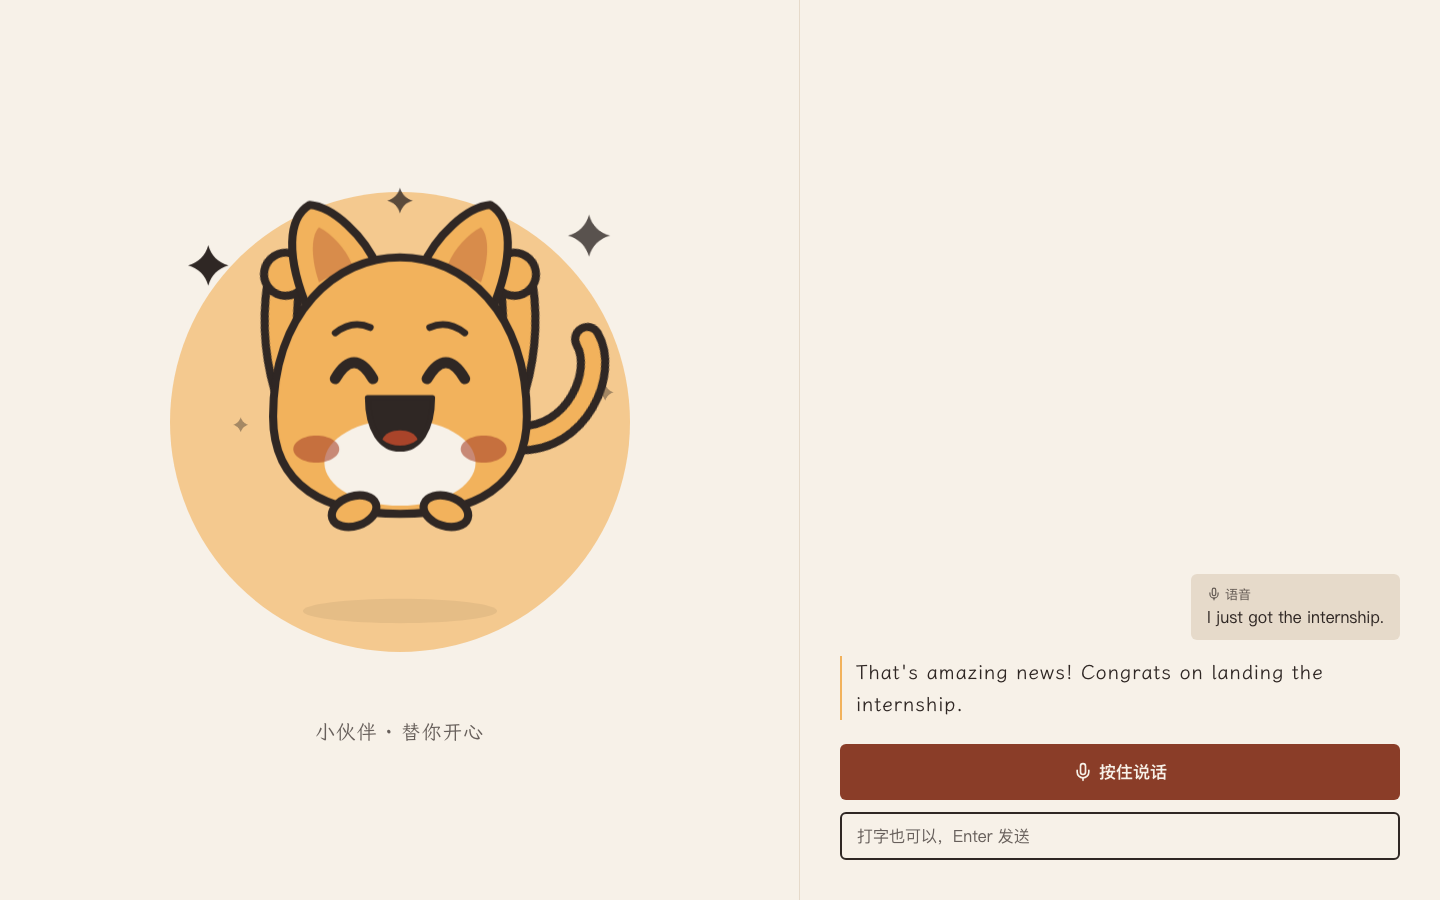 小伙伴 · 替你开心
语音
I just got the internship.
That's amazing news! Congrats on landing the
internship.
按住说话
打字也可以，Enter 发送